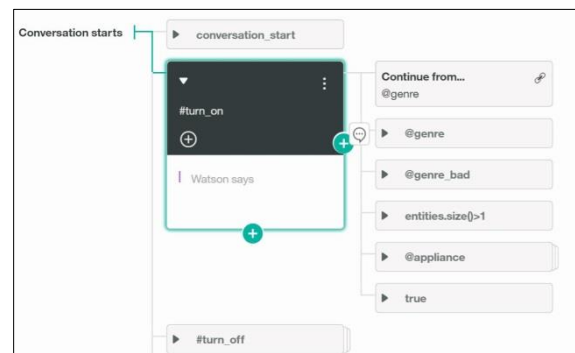 Conversation starts
conversation_start
#turn_on
Watson says
Continue from...
@genre
@genre
@genre_bad
entities.size()>1
@appliance
true
#turn_off